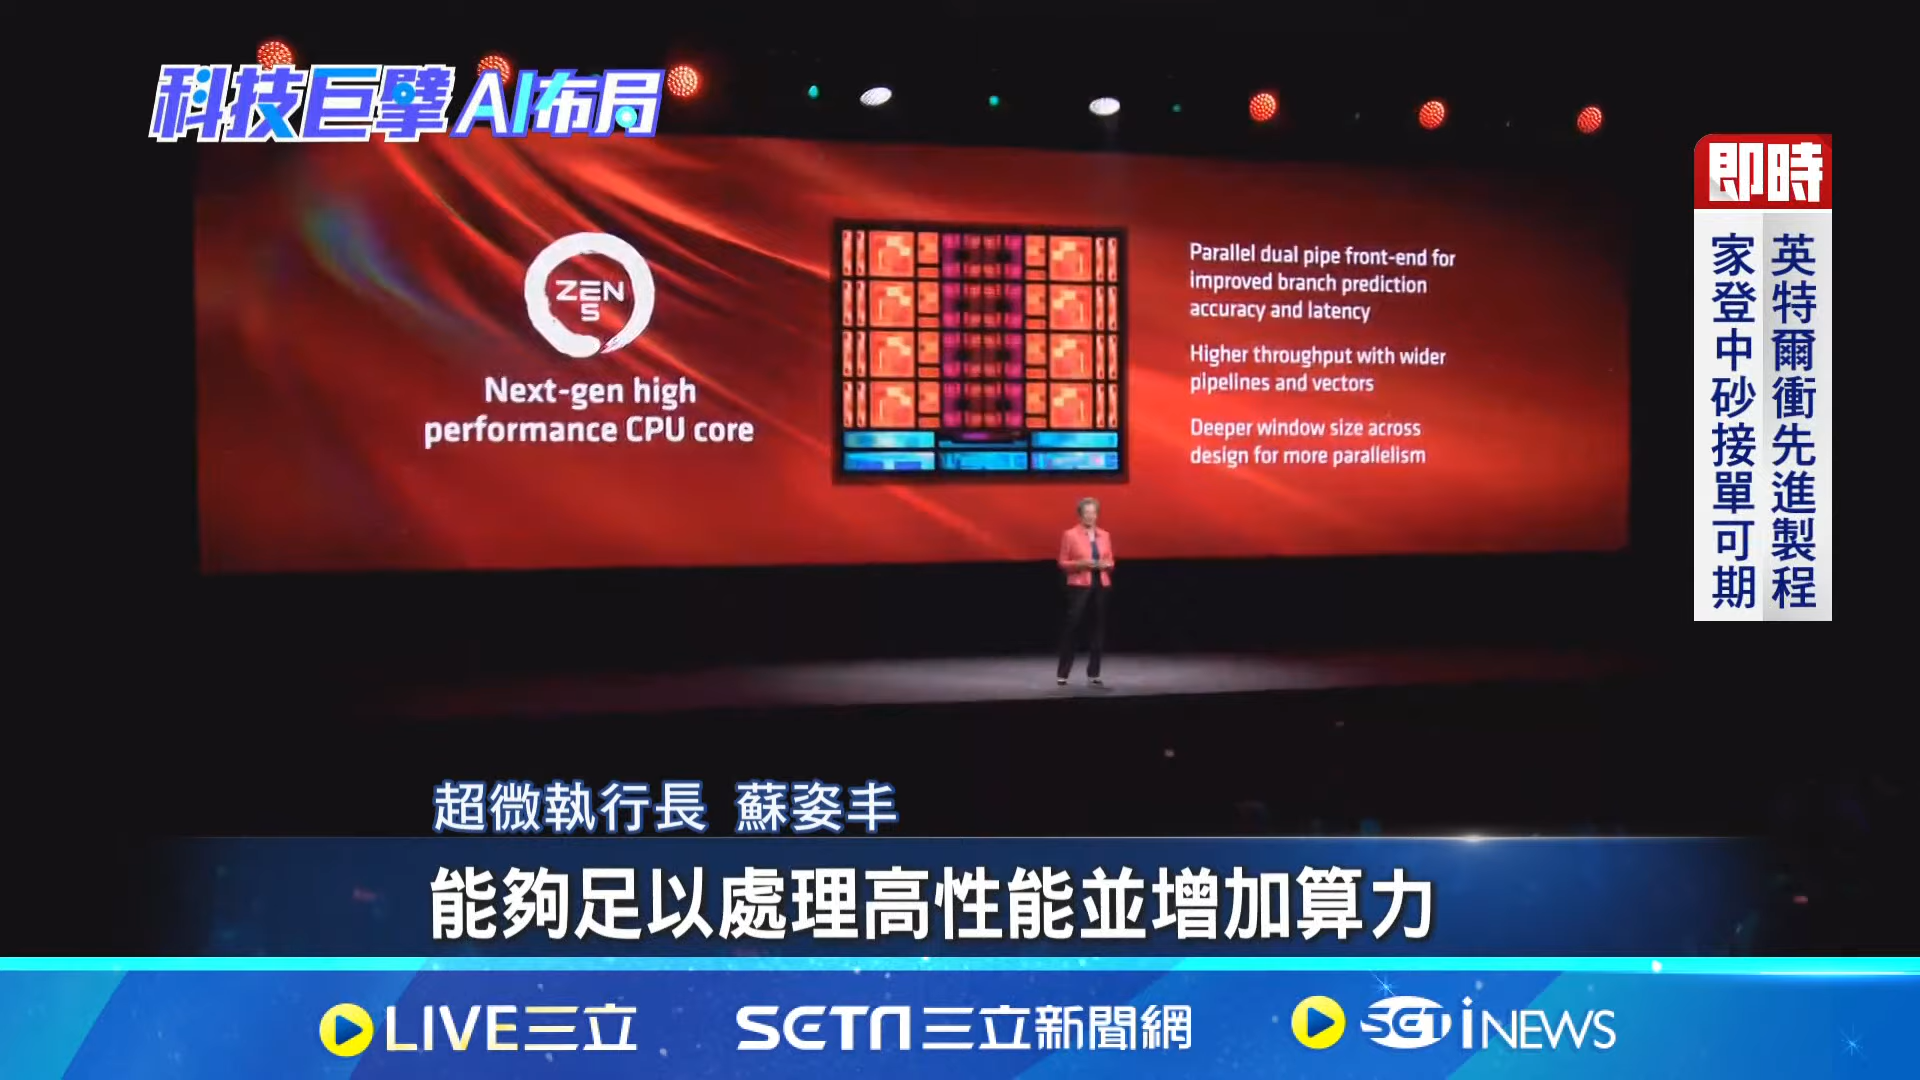 科技巨擘 AI布局
ZEN
5
Next-gen high
performance CPU core
Parallel dual pipe front-end for
improved branch prediction
accuracy and latency
Higher throughput with wider
pipelines and vectors
Deeper window size across
design for more parallelism
即時
英特爾衝先進製程
家登中砂接單可期
超微執行長 蘇姿丰
能夠足以處理高性能並增加算力
LIVE三立
SETN三立新聞網
SET iNEWS